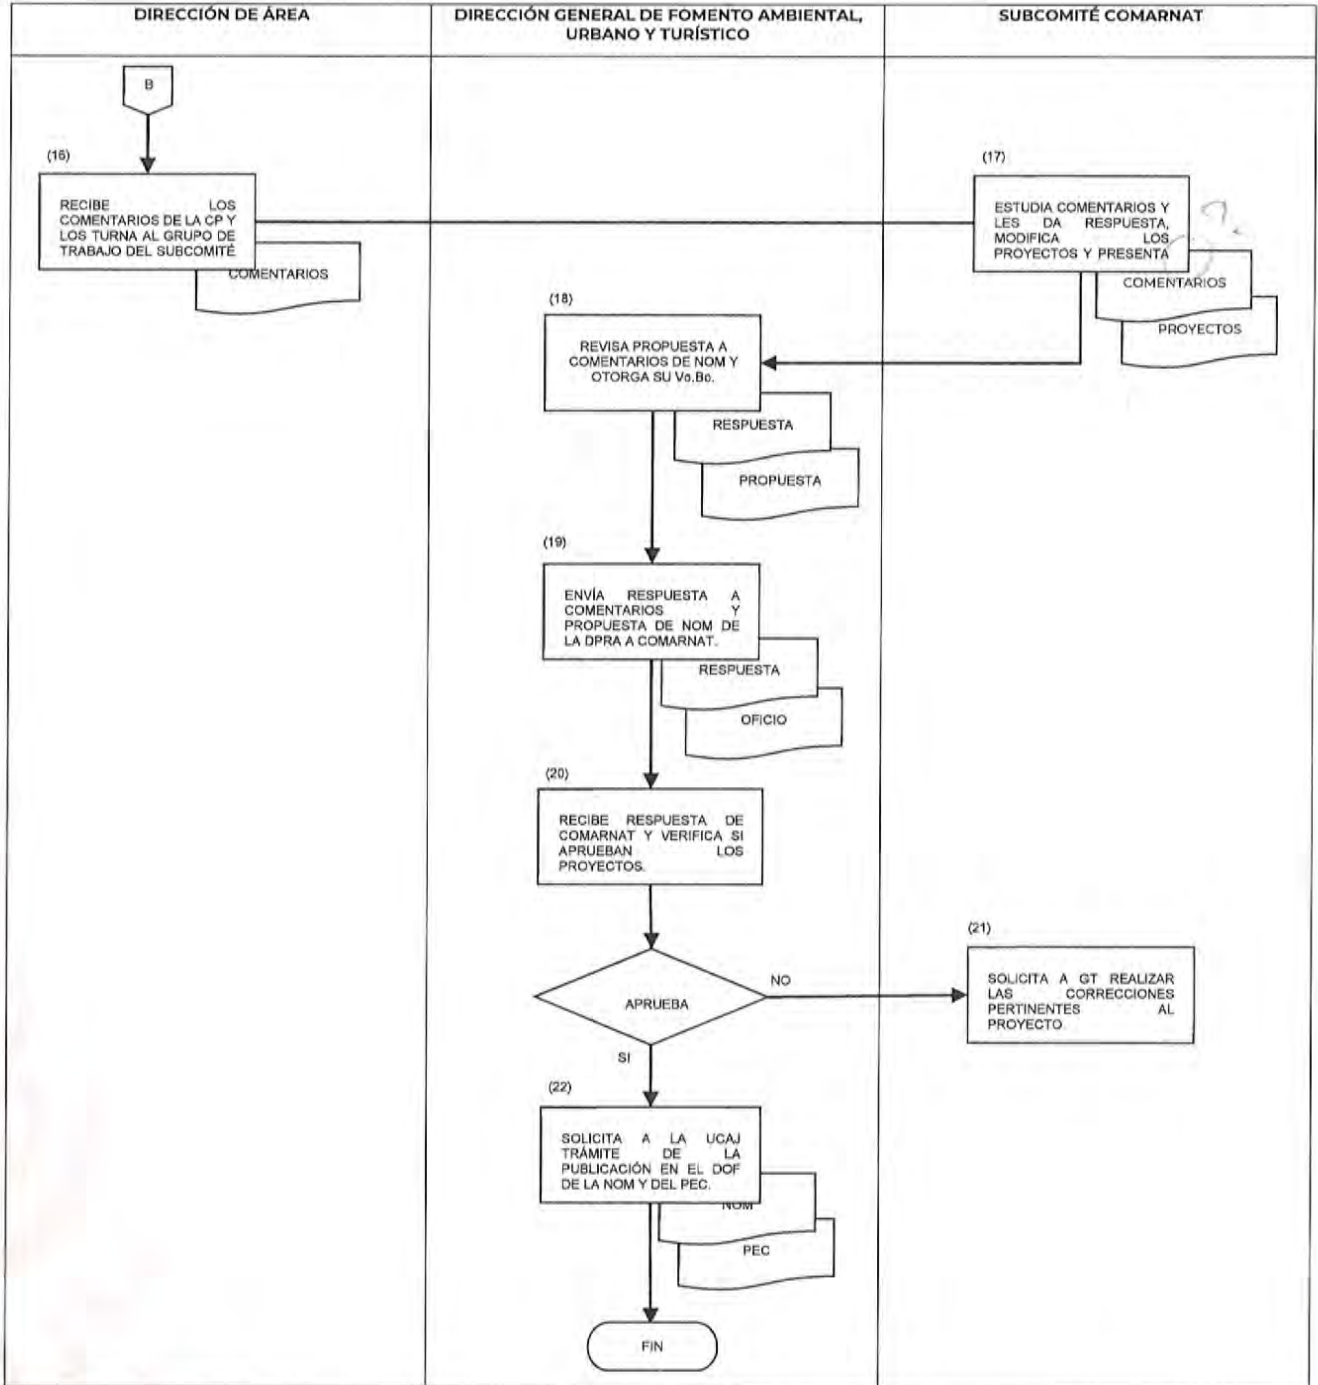 DIRECCIÓN DE ÁREA
DIRECCIÓN GENERAL DE FOMENTO AMBIENTAL,
URBANO Y TURÍSTICO
SUBCOMITÉ COMARNAT
B
(16)
RECIBE LOS
COMENTARIOS DE LA CP Y
LOS TURNA AL GRUPO DE
TRABAJO DEL SUBCOMITÉ
COMENTARIOS
(17)
ESTUDIA COMENTARIOS Y
LES DA RESPUESTA,
MODIFICA LOS
PROYECTOS Y PRESENTA
COMENTARIOS
PROYECTOS
(18)
REVISA PROPUESTA A
COMENTARIOS DE NOM Y
OTORGA SU Vo.Bo.
RESPUESTA
PROPUESTA
(19)
ENVÍA RESPUESTA A
COMENTARIOS Y
PROPUESTA DE NOM DE
LA DPRA A COMARNAT.
RESPUESTA
OFICIO
(20)
RECIBE RESPUESTA DE
COMARNAT Y VERIFICA SI
APRUEBAN LOS
PROYECTOS.
APRUEBA
NO
SI
(21)
SOLICITA A GT REALIZAR
LAS CORRECCIONES
PERTINENTES AL
PROYECTO.
(22)
SOLICITA A LA UCAJ
TRÁMITE DE LA
PUBLICACIÓN EN EL DOF
DE LA NOM Y DEL PEC.
NOM
PEC
FIN